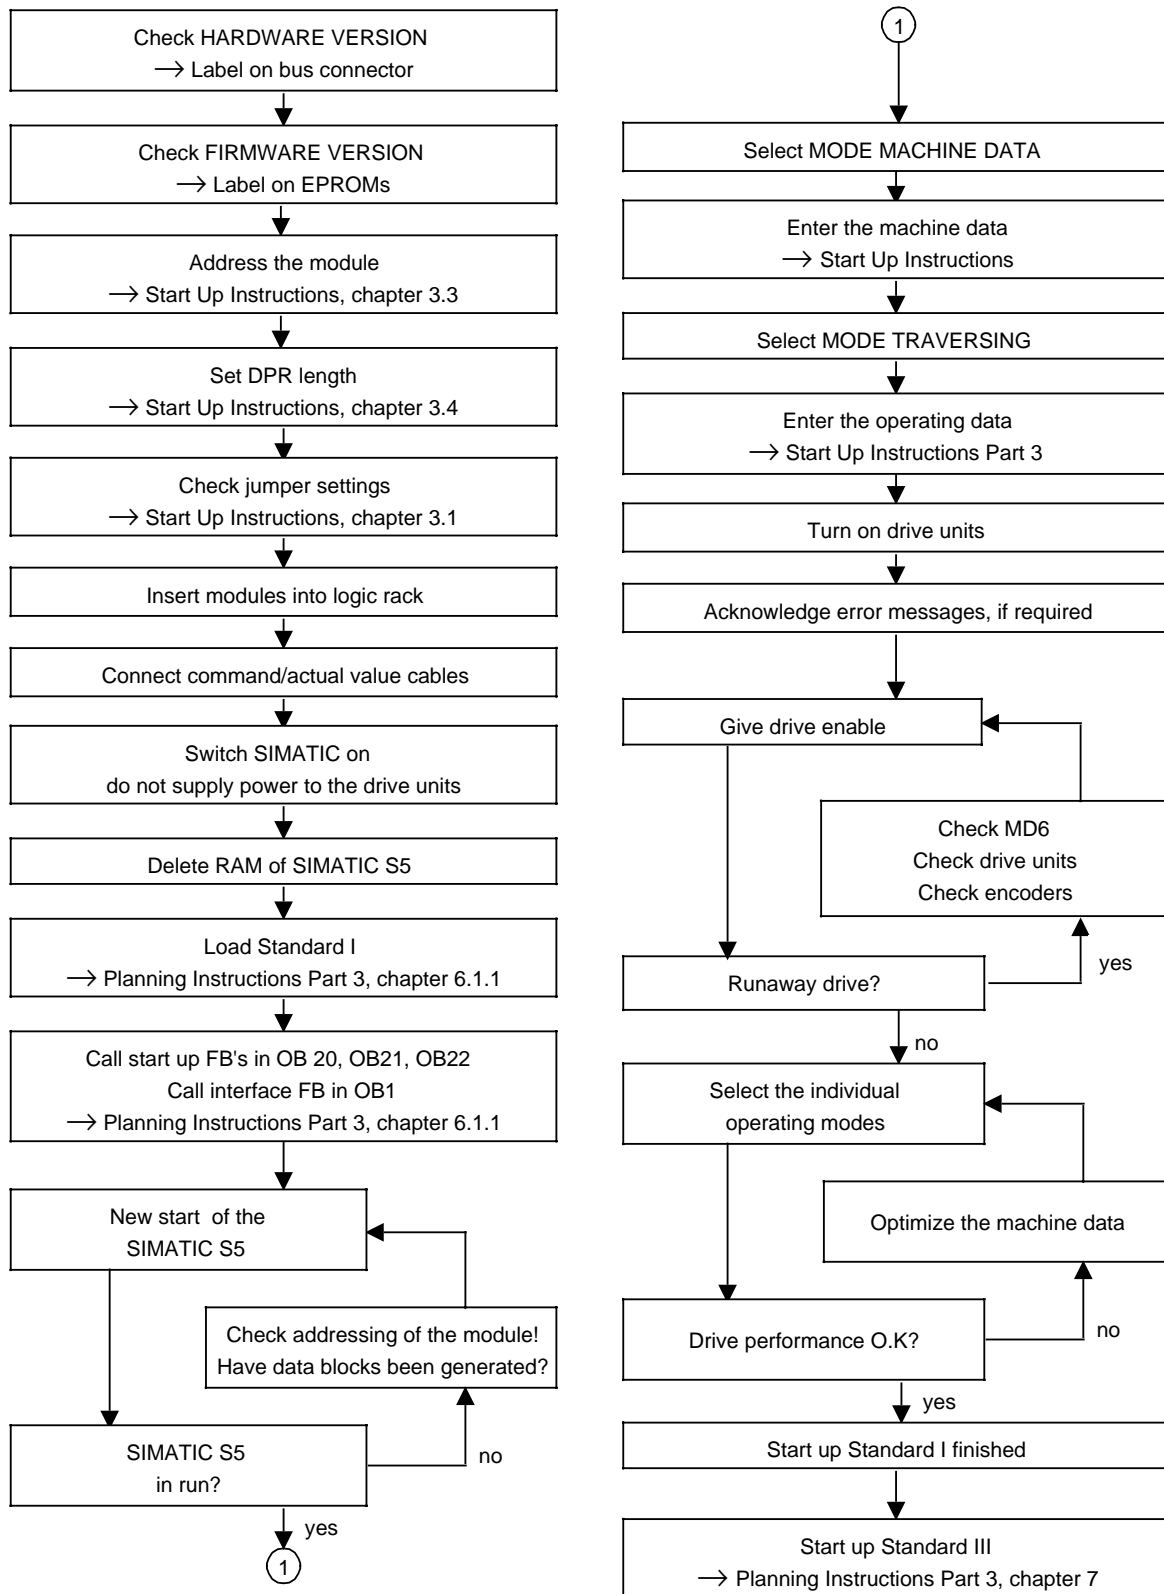 Check HARDWARE VERSION
→ Label on bus connector
Check FIRMWARE VERSION
→ Label on EPROMs
Address the module
→ Start Up Instructions, chapter 3.3
Set DPR length
→ Start Up Instructions, chapter 3.4
Check jumper settings
→ Start Up Instructions, chapter 3.1
Insert modules into logic rack
Connect command/actual value cables
Switch SIMATIC on
do not supply power to the drive units
Delete RAM of SIMATIC S5
Load Standard I
→ Planning Instructions Part 3, chapter 6.1.1
Call start up FB's in OB 20, OB21, OB22
Call interface FB in OB1
→ Planning Instructions Part 3, chapter 6.1.1
New start of the
SIMATIC S5
Check addressing of the module!
Have data blocks been generated?
SIMATIC S5
in run?
no
yes
1
1
Select MODE MACHINE DATA
Enter the machine data
→ Start Up Instructions
Select MODE TRAVERSING
Enter the operating data
→ Start Up Instructions Part 3
Turn on drive units
Acknowledge error messages, if required
Give drive enable
Check MD6
Check drive units
Check encoders
yes
Runaway drive?
no
Select the individual
operating modes
Optimize the machine data
Drive performance O.K?
no
yes
Start up Standard I finished
Start up Standard III
→ Planning Instructions Part 3, chapter 7